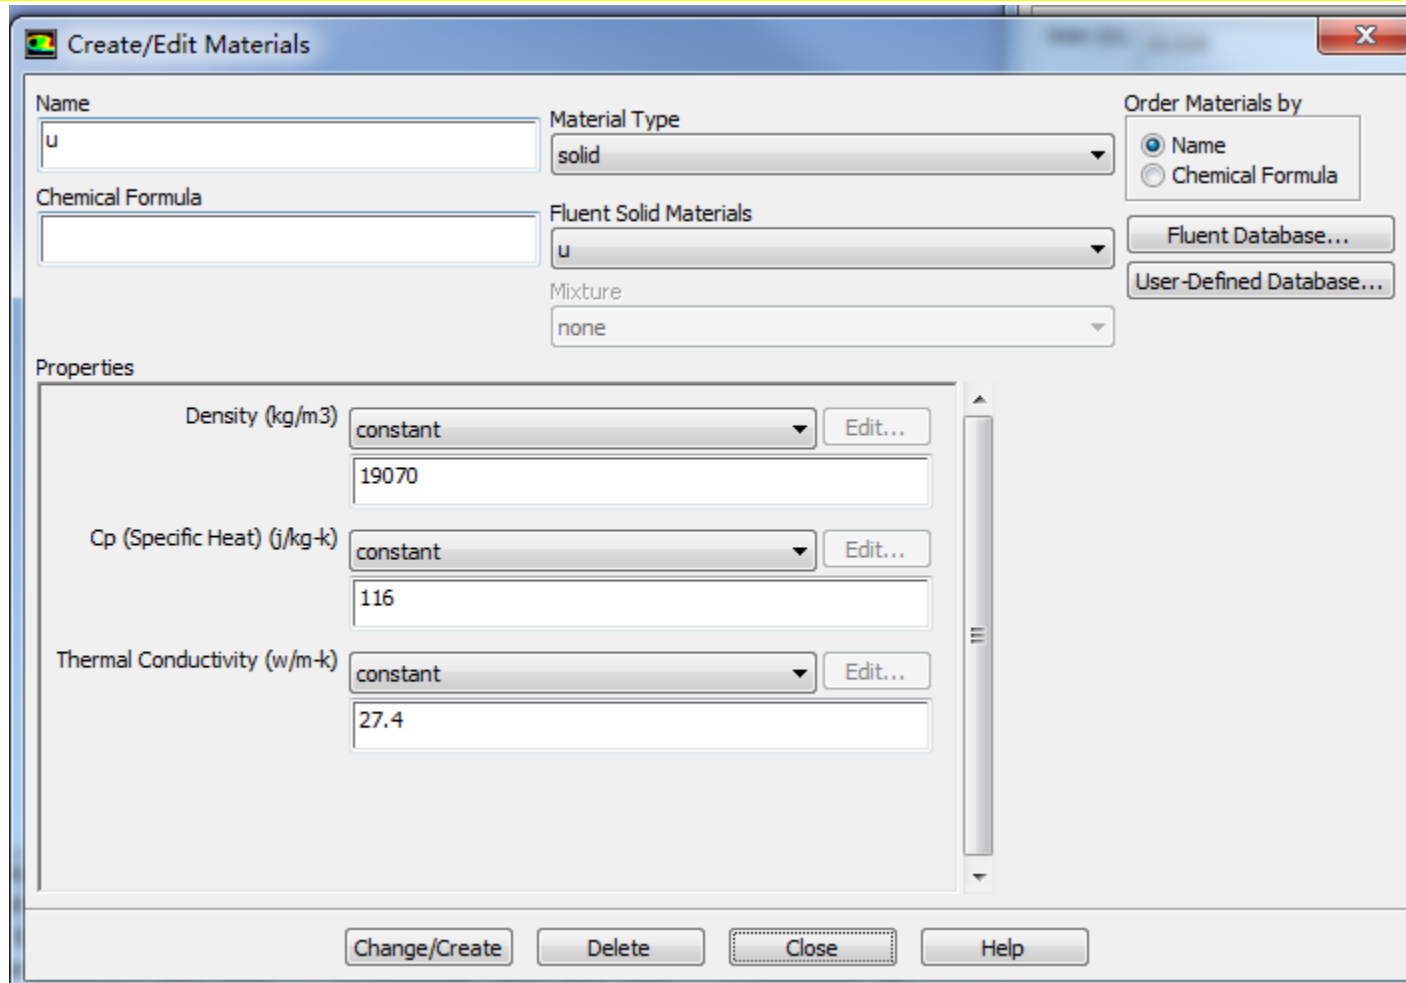 Create/Edit Materials
Name
u
Material Type
solid
Order Materials by
Name
Chemical Formula
Chemical Formula
Fluent Solid Materials
u
Fluent Database...
User-Defined Database...
Mixture
none
Properties
Density (kg/m3)
constant
Edit...
19070
Cp (Specific Heat) (j/kg-k)
constant
Edit...
116
Thermal Conductivity (w/m-k)
constant
Edit...
27.4
Change/Create
Delete
Close
Help